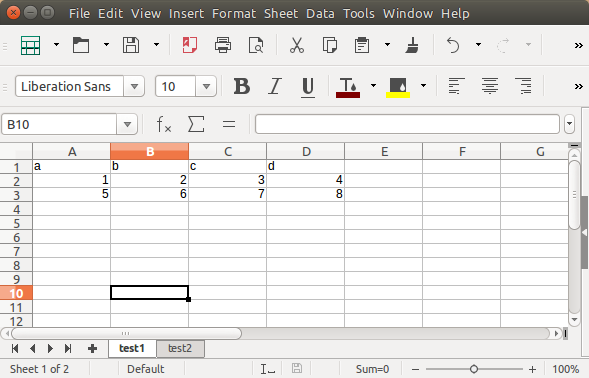 File Edit View Insert Format Sheet Data Tools Window Help
Liberation Sans 10 B I U T
B10 fx Σ =
A B C D E F G
1 a b c d
2 1 2 3 4
3 5 6 7 8
4
5
6
7
8
9
10
11
12
test1 test2
Sheet 1 of 2 Default Sum=0 100%